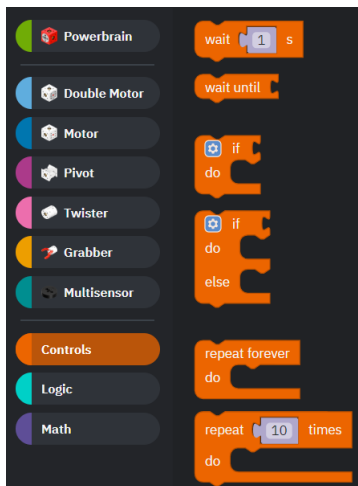 Powerbrain
Double Motor
Motor
Pivot
Twister
Grabber
Multisensor
Controls
Logic
Math
wait 1 s
wait until
if
do
if
do
else
repeat forever
do
repeat 10 times
do